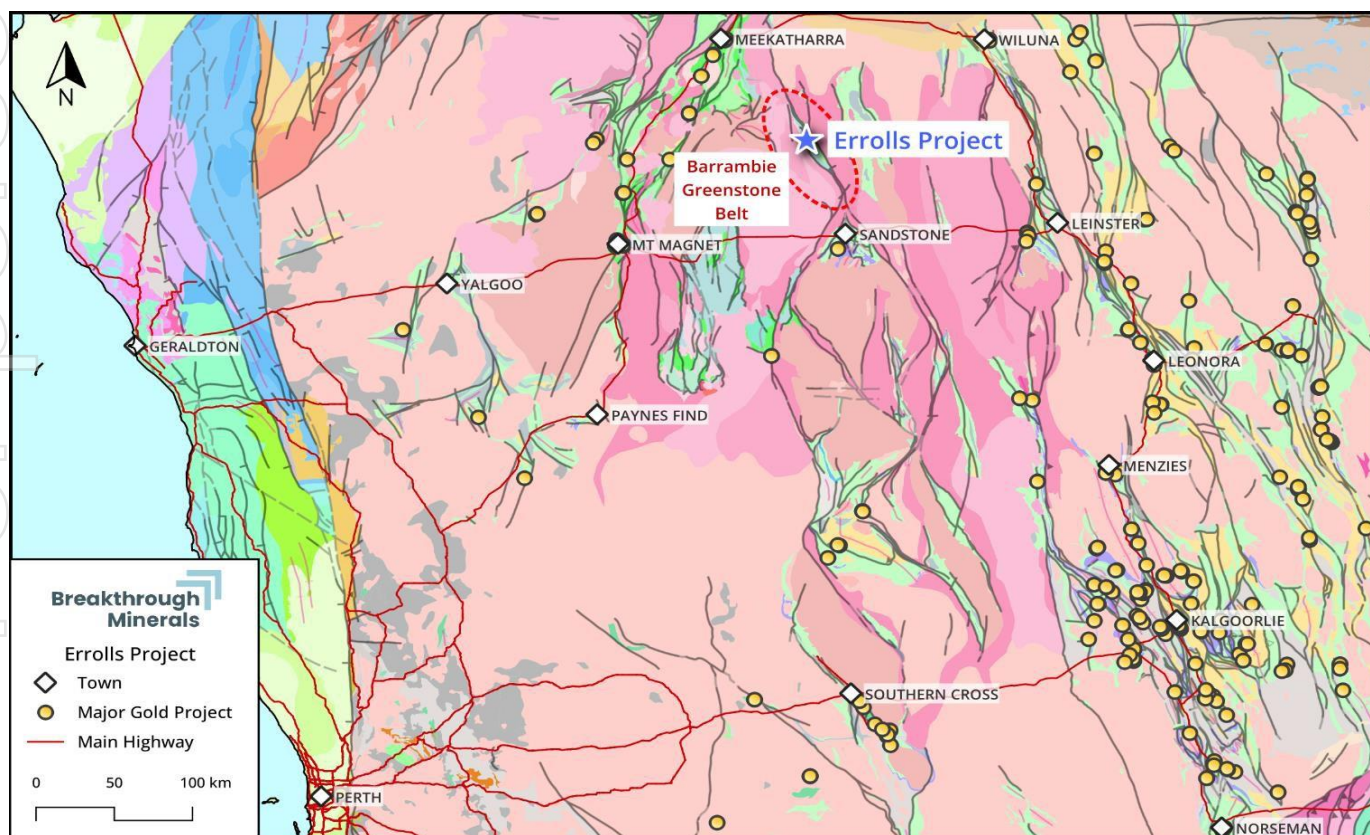 N
MEEKATHARRA
WILUNA
Errolls Project
Barrambie
Greenstone
Belt
LEINSTER
SANDSTONE
MT MAGNET
YALGOO
GERALDTON
LEONORA
PAYNES FIND
MENZIES
KALGOORLIE
SOUTHERN CROSS
PERTH
NORSEMAN
Breakthrough
Minerals
Errolls Project
Town
Major Gold Project
Main Highway
0 50 100 km